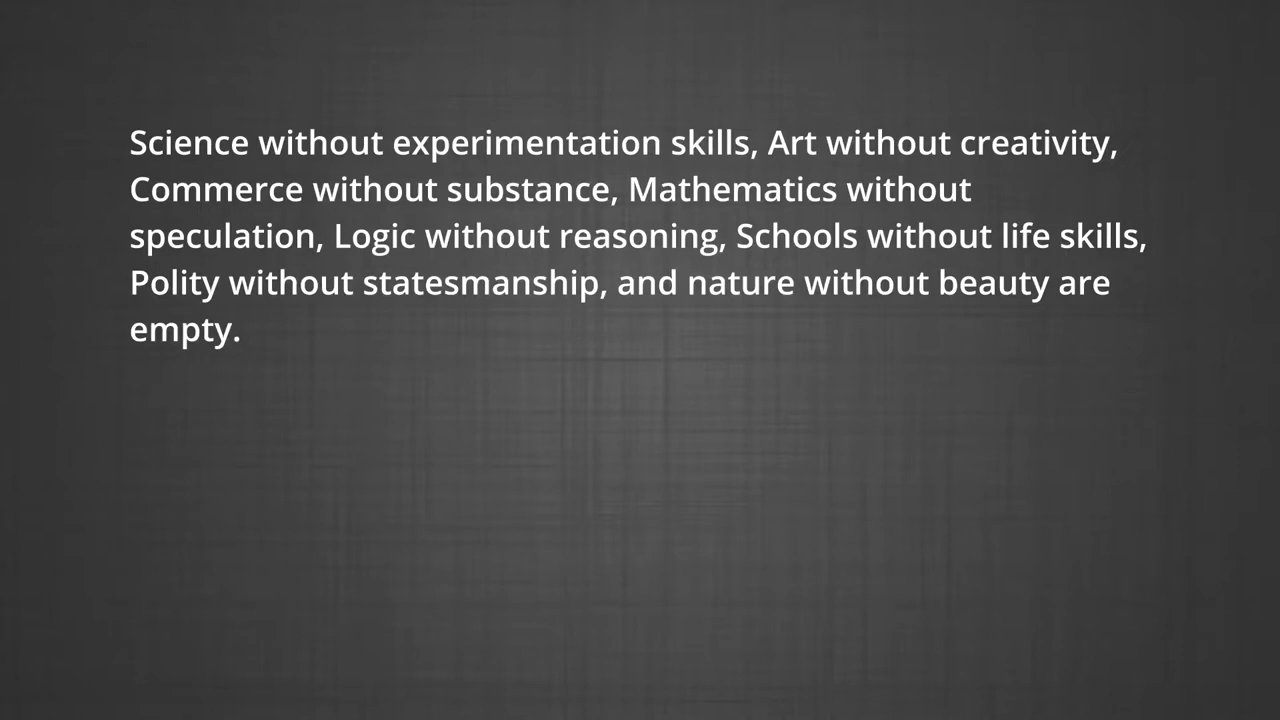 Science without experimentation skills, Art without creativity,
Commerce without substance, Mathematics without
speculation, Logic without reasoning, Schools without life skills,
Polity without statesmanship, and nature without beauty are
empty.